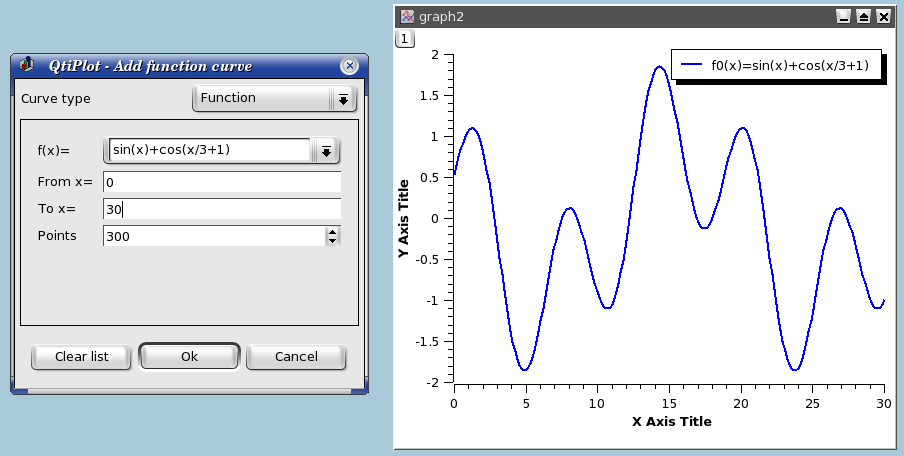 QtiPlot - Add function curve
Curve type
Function
f(x)=
sin(x)+cos(x/3+1)
From x=
0
To x=
30
Points
300
Clear list
Ok
Cancel
graph2
1
f0(x)=sin(x)+cos(x/3+1)
2
1.5
1
0.5
0
-0.5
-1
-1.5
-2
Y Axis Title
0 5 10 15 20 25 30
X Axis Title